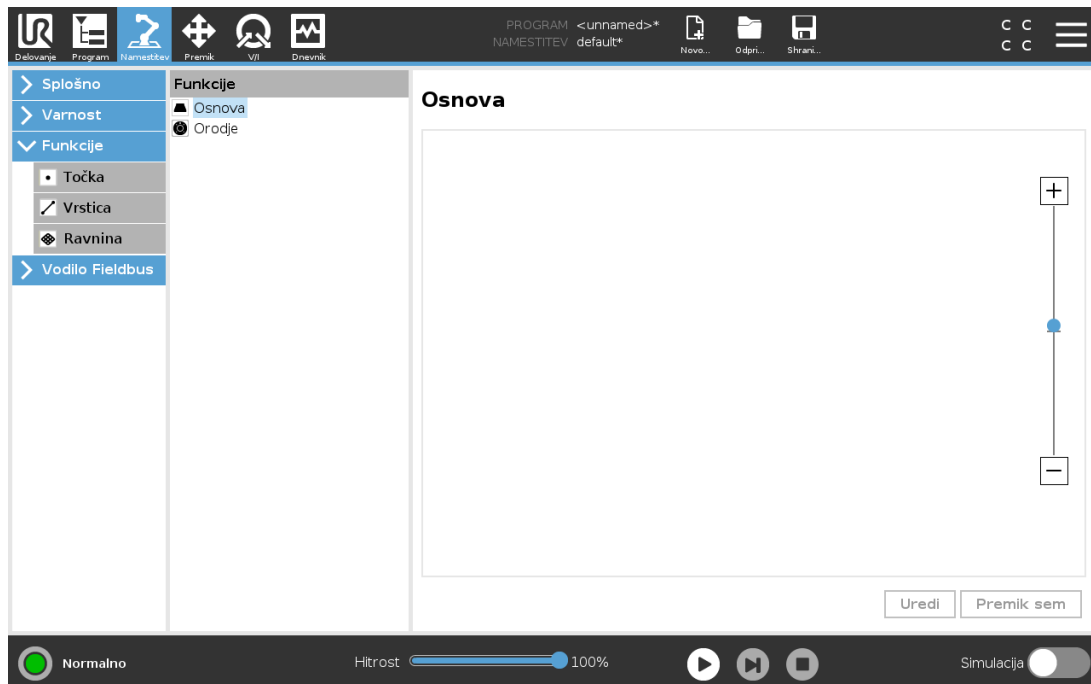 PROGRAM <unnamed>*
NAMESTITEV default*
C C
C C
Delovanje Program Namestitev Premik V/I Dnevnik Novo... Odpri... Shrani...
Splošno
Varnost
Funkcije
Točka
Vrstica
Ravnina
Vodilo Fieldbus
Funkcije
Osnova
Orodje
Osnova
Uredi Premik sem
Normalno Hitrost 100% Simulacija